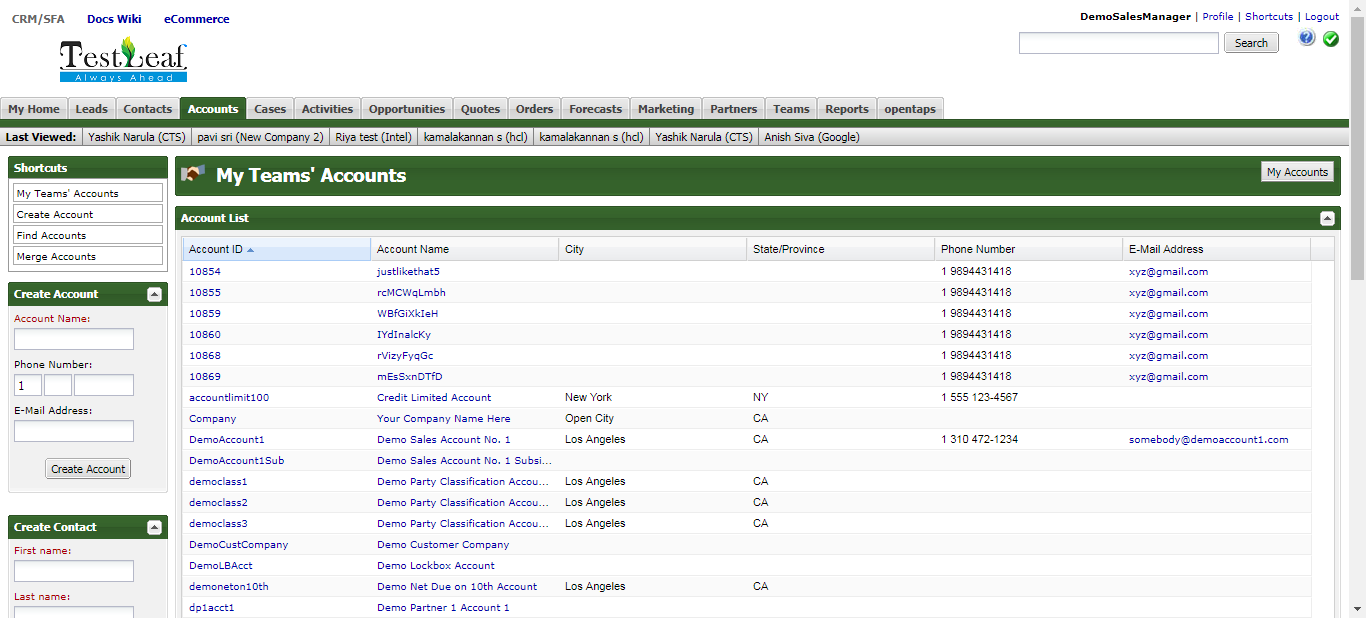 CRM/SFA Docs Wiki eCommerce
DemoSalesManager | Profile | Shortcuts | Logout
Search
TestLeaf
Always Ahead
My Home Leads Contacts Accounts Cases Activities Opportunities Quotes Orders Forecasts Marketing Partners Teams Reports opentaps
Last Viewed: Yashik Narula (CTS) pavi sri (New Company 2) Riya test (Intel) kamalakannan s (hcl) kamalakannan s (hcl) Yashik Narula (CTS) Anish Siva (Google)
Shortcuts
My Teams' Accounts
Create Account
Find Accounts
Merge Accounts
Create Account
Account Name:
Phone Number:
1
E-Mail Address:
Create Account
Create Contact
First name:
Last name:
My Teams' Accounts
My Accounts
Account List
Account ID Account Name City State/Province Phone Number E-Mail Address
10854 justlikethat5 1 9894431418 xyz@gmail.com
10855 rcMCWqLmbh 1 9894431418 xyz@gmail.com
10859 WBfGiXkIeH 1 9894431418 xyz@gmail.com
10860 IYdInalcKy 1 9894431418 xyz@gmail.com
10868 rVizyFyqGc 1 9894431418 xyz@gmail.com
10869 mEsSxnDTfD 1 9894431418 xyz@gmail.com
accountlimit100 Credit Limited Account New York NY 1 555 123-4567
Company Your Company Name Here Open City CA
DemoAccount1 Demo Sales Account No. 1 Los Angeles CA 1 310 472-1234 somebody@demoaccount1.com
DemoAccount1Sub Demo Sales Account No. 1 Subsi...
democlass1 Demo Party Classification Accou... Los Angeles CA
democlass2 Demo Party Classification Accou... Los Angeles CA
democlass3 Demo Party Classification Accou... Los Angeles CA
DemoCustCompany Demo Customer Company
DemoLBAcct Demo Lockbox Account
demoneton10th Demo Net Due on 10th Account Los Angeles CA
dp1acct1 Demo Partner 1 Account 1